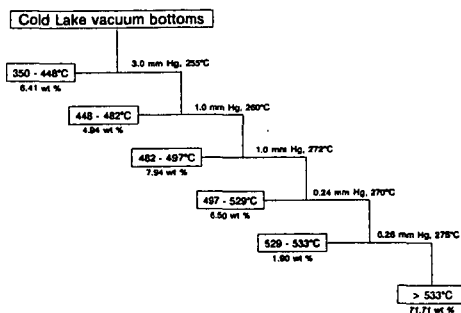 Cold Lake vacuum bottoms
3.0 mm Hg, 255°C
350 - 448°C
6.41 wt %
1.0 mm Hg, 260°C
448 - 482°C
4.94 wt %
1.0 mm Hg, 272°C
482 - 497°C
7.94 wt %
0.24 mm Hg, 270°C
497 - 529°C
6.50 wt %
0.26 mm Hg, 275°C
529 - 533°C
1.90 wt %
> 533°C
71.71 wt %